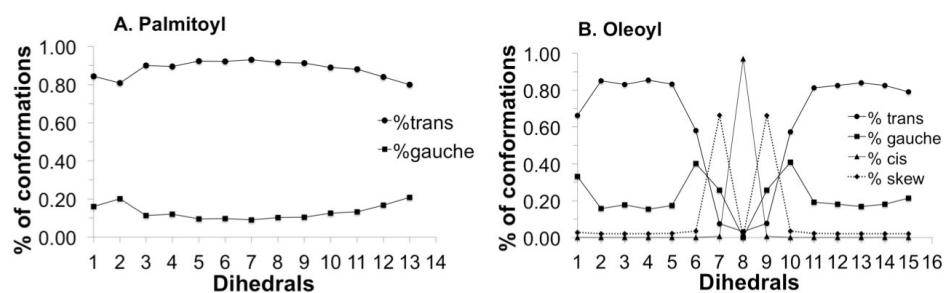 A. Palmitoyl
% of conformations
1.00
0.80
0.60
0.40
0.20
0.00
%trans
%gauche
1 2 3 4 5 6 7 8 9 10 11 12 13 14
Dihedrals
B. Oleoyl
% of conformations
1.00
0.80
0.60
0.40
0.20
0.00
% trans
% gauche
% cis
% skew
1 2 3 4 5 6 7 8 9 10 11 12 13 14 15 16
Dihedrals